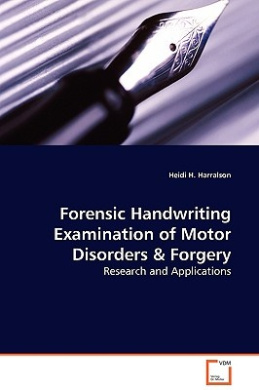 Heidi H. Harralson
Forensic Handwriting
Examination of Motor
Disorders & Forgery
Research and Applications
VDM